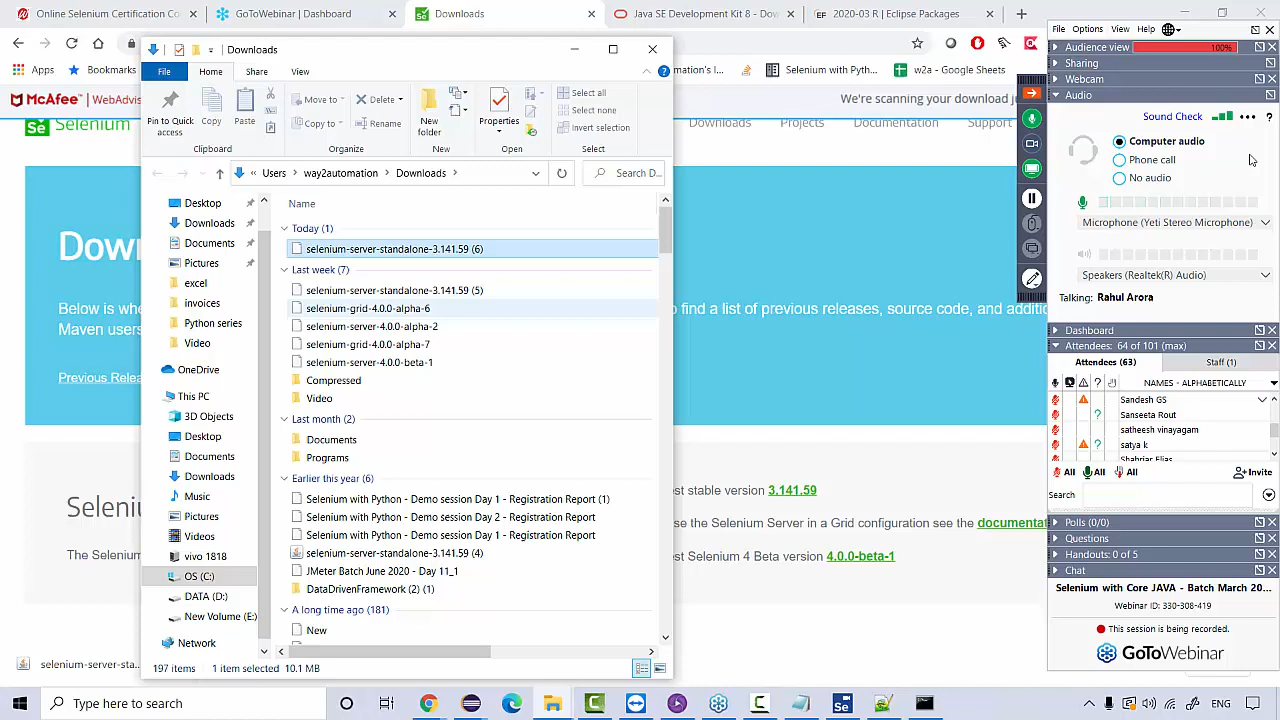 Online Selenium Certification Co
GoToWebinar | Dashboard
Downloads
Java SE Development Kit 8 - Dow
2020-03 R | Eclipse Packages
Apps
Bookmarks
mation's I...
Selenium with Pytho...
w2a - Google Sheets
McAfee
WebAdvis
We're scanning your download ju
Selenium
Downloads
Projects
Documentation
Support
Dow
Below is whe
o find a list of previous releases, source code, and additio
Maven users
Previous Relea
Seleniu
The Selenium
est stable version 3.141.59
se the Selenium Server in a Grid configuration see the documentat
est Selenium 4 Beta version 4.0.0-beta-1
selenium-server-sta...
Downloads
File
Home
Share
View
Pin to Quick access
Copy
Paste
Clipboard
Delete
Rename
Organize
New folder
New
Properties
Open
Select all
Select none
Invert selection
Select
Users
way2automation
Downloads
Search D...
Desktop
Downloads
Documents
Pictures
excel
invoices
Python series
Video
OneDrive
This PC
3D Objects
Desktop
Documents
Downloads
Music
Pictures
Videos
vivo 1818
OS (C:)
DATA (D:)
New Volume (E:)
Network
Name
Today (1)
selenium-server-standalone-3.141.59 (6)
Last week (7)
selenium-server-standalone-3.141.59 (5)
selenium-grid-4.0.0-alpha-6
selenium-server-4.0.0-alpha-2
selenium-grid-4.0.0-alpha-7
selenium-server-4.0.0-beta-1
Compressed
Video
Last month (2)
Documents
Programs
Earlier this year (6)
Selenium with Python - Demo session Day 1 - Registration Report (1)
Selenium with Python - Demo session Day 2 - Registration Report
Selenium with Python - Demo session Day 1 - Registration Report
selenium-server-standalone-3.141.59 (4)
JMeter Batch Nov 2020 - Day 11_1
DataDrivenFramework (2) (1)
A long time ago (181)
New
197 items
1 item selected
10.1 MB
File
Options
View
Help
Audience view
100%
Sharing
Webcam
Audio
Sound Check
?
Computer audio
Phone call
No audio
Microphone (Yeti Stereo Microphone)
Speakers (Realtek(R) Audio)
Talking: Rahul Arora
Dashboard
Attendees: 64 of 101 (max)
Attendees (63)
Staff (1)
NAMES - ALPHABETICALLY
Sandesh GS
Sanseeta Rout
satheesh vinayagam
satya k
Shahriar Elias
All
All
All
Invite
Search
Polls (0/0)
Questions
Handouts: 0 of 5
Chat
Selenium with Core JAVA - Batch March 20...
Webinar ID: 330-308-419
This session is being recorded.
GoToWebinar
Type here to search
ENG